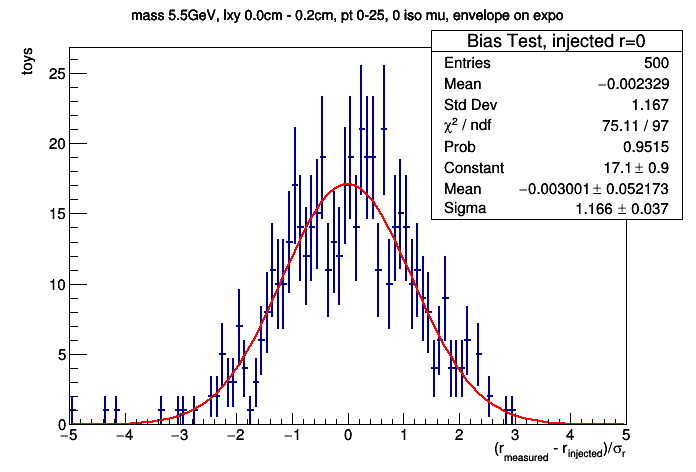 mass 5.5GeV, lxy 0.0cm - 0.2cm, pt 0-25, 0 iso mu, envelope on expo
toys
Bias Test, injected r=0
Entries 500
Mean −0.002329
Std Dev 1.167
χ² / ndf 75.11 / 97
Prob 0.9515
Constant 17.1 ± 0.9
Mean −0.003001 ± 0.052173
Sigma 1.166 ± 0.037
25
20
15
10
5
0
−5 −4 −3 −2 −1 0 1 2 3 4 5
(r_measured - r_injected)/σ_r